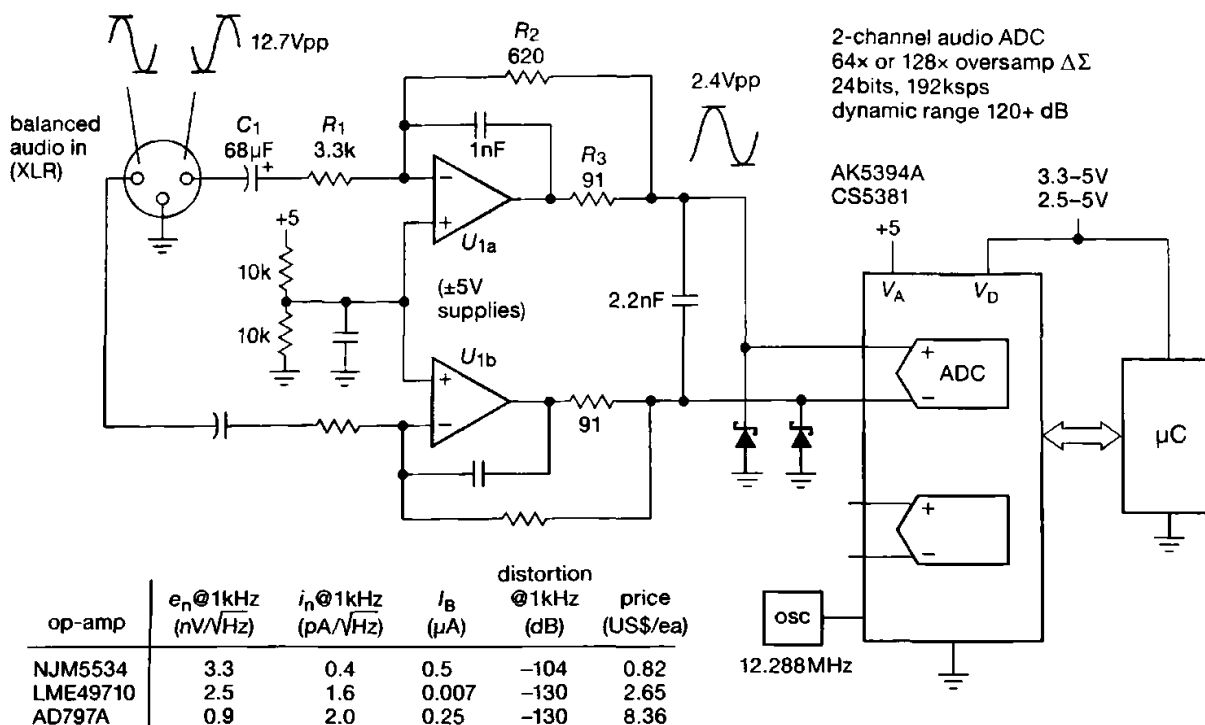 12.7Vpp
balanced
audio in
(XLR)
C1
68µF
+
R1
3.3k
R2
620
1nF
R3
91
−
+
U1a
+5
10k
10k
(±5V
supplies)
U1b
+
−
91
2.4Vpp
2.2nF
2-channel audio ADC
64× or 128× oversamp ΔΣ
24bits, 192ksps
dynamic range 120+ dB
AK5394A
CS5381
3.3–5V
2.5–5V
+5
VA
VD
+
ADC
−
+
−
µC
OSC
12.288MHz
op-amp en@1kHz (nV/√Hz) in@1kHz (pA/√Hz) IB (µA) distortion @1kHz (dB) price (US$/ea)
NJM5534 3.3 0.4 0.5 −104 0.82
LME49710 2.5 1.6 0.007 −130 2.65
AD797A 0.9 2.0 0.25 −130 8.36